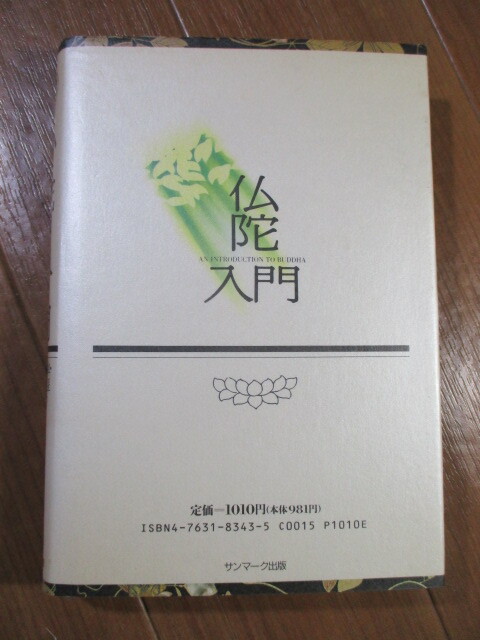 仏
陀
AN INTRODUCTION TO BUDDHA
入門
定価=1010円(本体981円)
ISBN4-7631-8343-5 C0015 P1010E
サンマーク出版